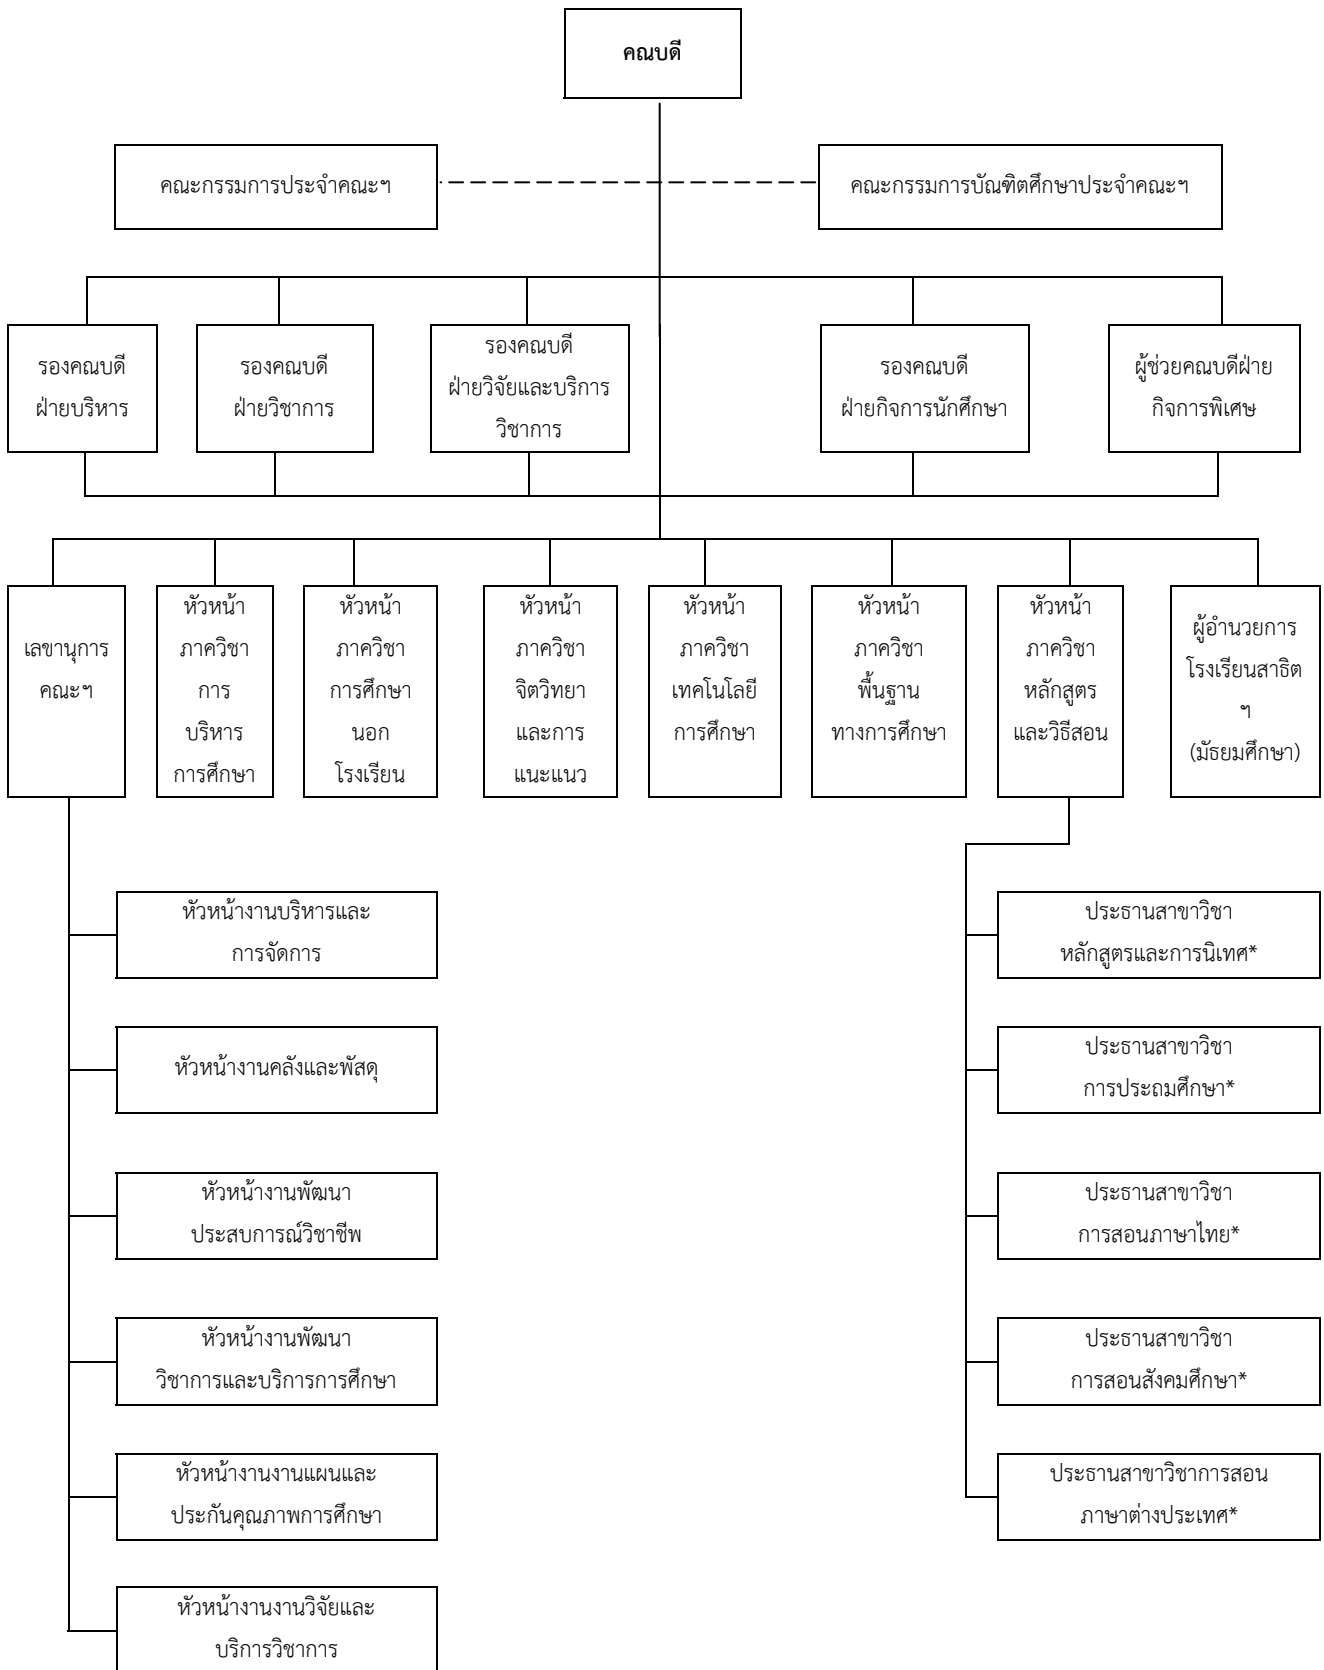 คณบดี
คณะกรรมการประจำคณะฯ
คณะกรรมการบัณฑิตศึกษาประจำคณะฯ
รองคณบดี
ฝ่ายบริหาร
รองคณบดี
ฝ่ายวิชาการ
รองคณบดี
ฝ่ายวิจัยและบริการ
วิชาการ
รองคณบดี
ฝ่ายกิจการนักศึกษา
ผู้ช่วยคณบดีฝ่าย
กิจการพิเศษ
เลขานุการ
คณะฯ
หัวหน้า
ภาควิชา
การ
บริหาร
การศึกษา
หัวหน้า
ภาควิชา
การศึกษา
นอก
โรงเรียน
หัวหน้า
ภาควิชา
จิตวิทยา
และการ
แนะแนว
หัวหน้า
ภาควิชา
เทคโนโลยี
การศึกษา
หัวหน้า
ภาควิชา
พื้นฐาน
ทางการศึกษา
หัวหน้า
ภาควิชา
หลักสูตร
และวิธีสอน
ผู้อำนวยการ
โรงเรียนสาธิต
ฯ
(มัธยมศึกษา)
หัวหน้างานบริหารและ
การจัดการ
หัวหน้างานคลังและพัสดุ
หัวหน้างานพัฒนา
ประสบการณ์วิชาชีพ
หัวหน้างานพัฒนา
วิชาการและบริการการศึกษา
หัวหน้างานงานแผนและ
ประกันคุณภาพการศึกษา
หัวหน้างานงานวิจัยและ
บริการวิชาการ
ประธานสาขาวิชา
หลักสูตรและการนิเทศ*
ประธานสาขาวิชา
การประถมศึกษา*
ประธานสาขาวิชา
การสอนภาษาไทย*
ประธานสาขาวิชา
การสอนสังคมศึกษา*
ประธานสาขาวิชาการสอน
ภาษาต่างประเทศ*